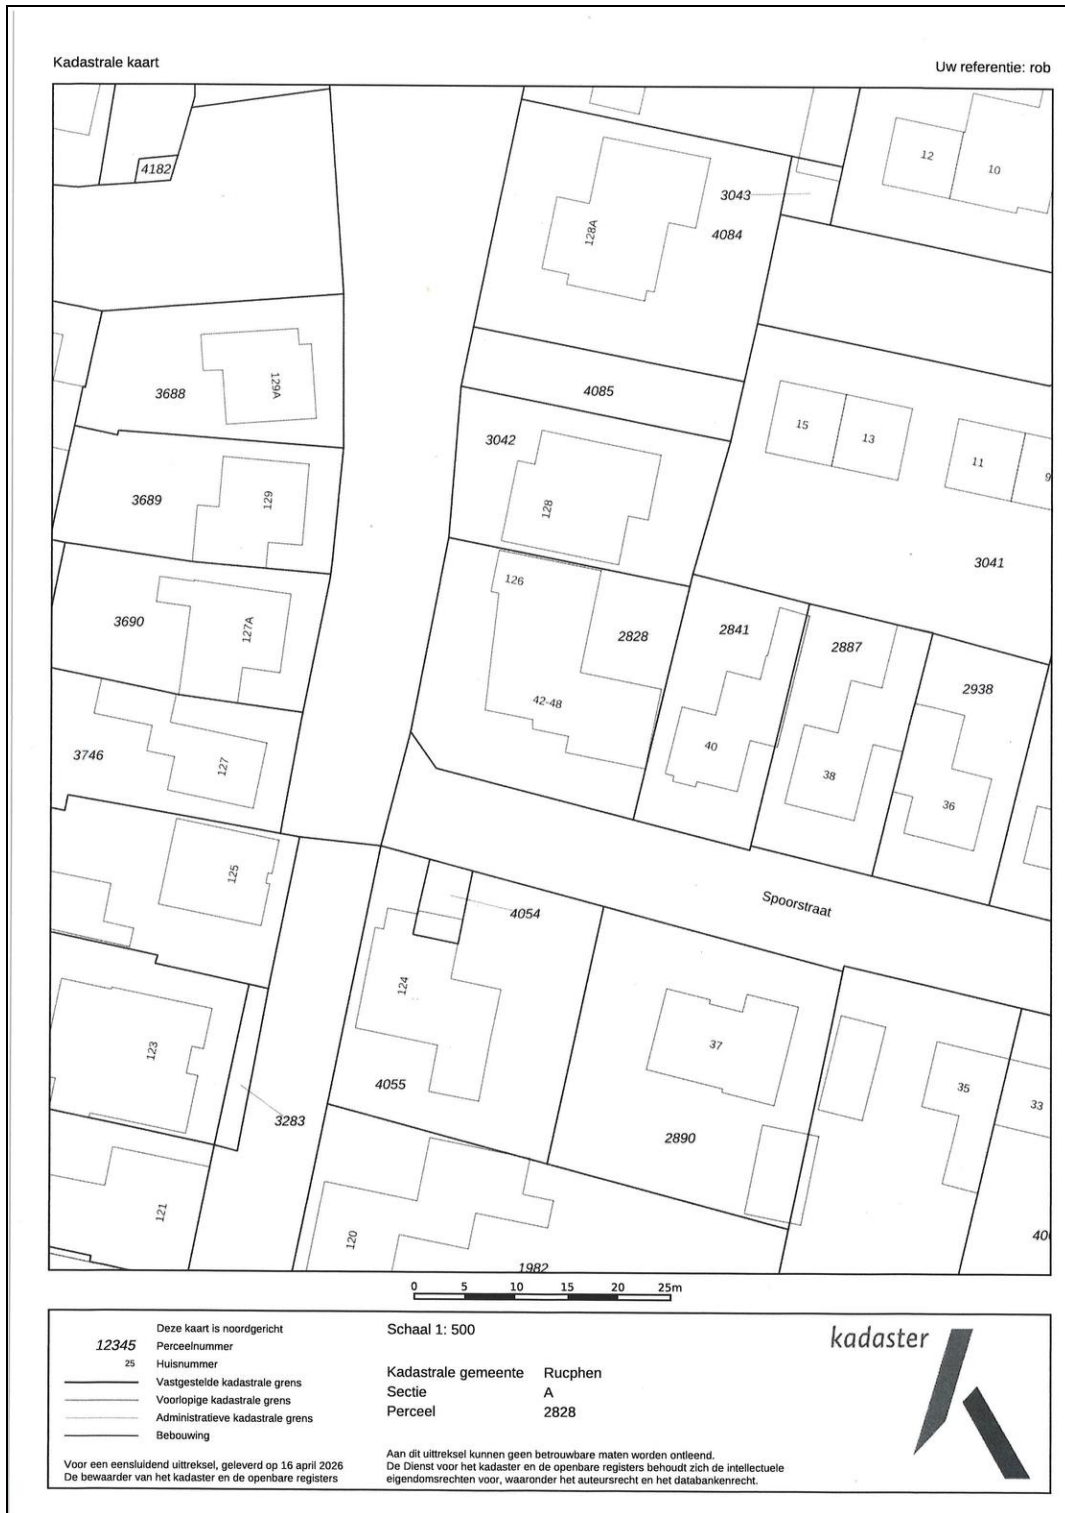 Kadastrale kaart
Uw referentie: rob
4182
3043
12
10
128A
4084
129A
3688
4085
15
13
3042
11
9
3689
129
128
3041
126
3690
127A
2828
2841
2887
2938
42-48
40
3746
127
38
36
125
Spoorstraat
4054
124
123
37
4055
35
33
3283
2890
121
120
1982
40
0 5 10 15 20 25m
Deze kaart is noordgericht
12345 Perceelnummer
25 Huisnummer
Vastgestelde kadastrale grens
Voorlopige kadastrale grens
Administratieve kadastrale grens
Bebouwing
Voor een eensluidend uittreksel, geleverd op 16 april 2026
De bewaarder van het kadaster en de openbare registers
Schaal 1: 500
Kadastrale gemeente Rucphen
Sectie A
Perceel 2828
Aan dit uittreksel kunnen geen betrouwbare maten worden ontleend.
De Dienst voor het kadaster en de openbare registers behoudt zich de intellectuele
eigendomsrechten voor, waaronder het auteursrecht en het databankenrecht.
kadaster